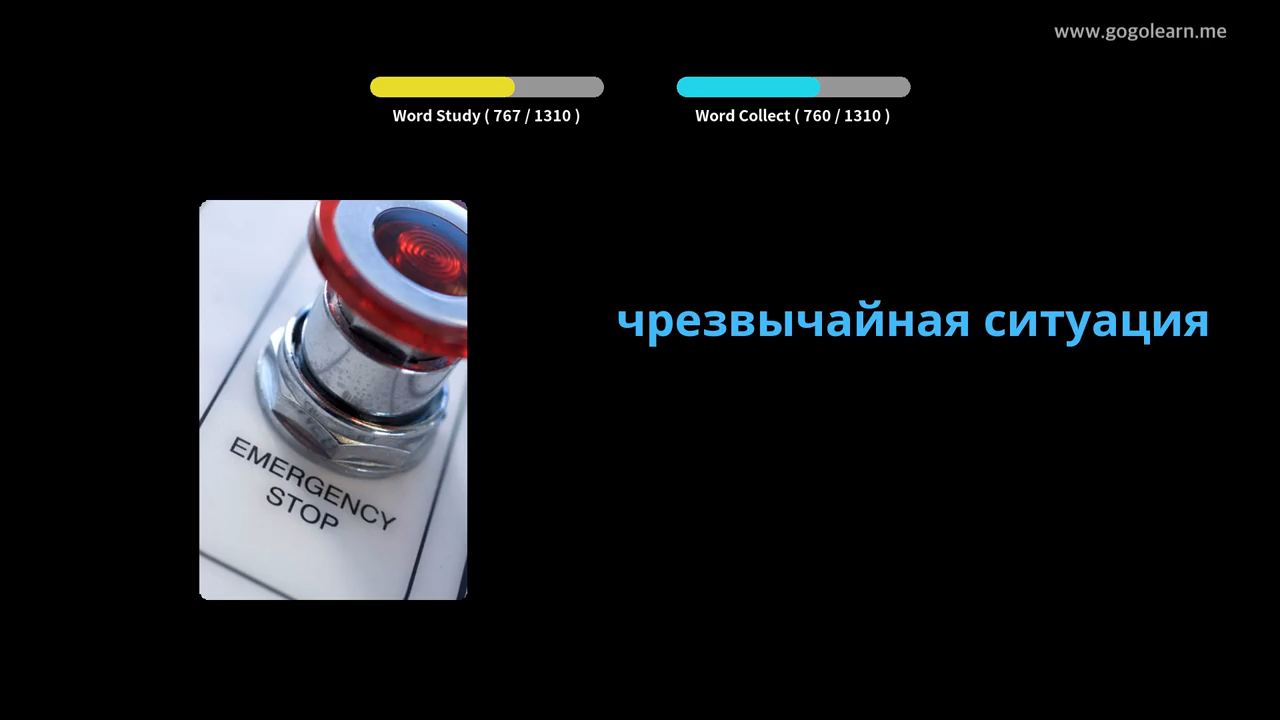 www.gogolearn.me
Word Study ( 767 / 1310 )
Word Collect ( 760 / 1310 )
чрезвычайная ситуация
EMERGENCY
STOP